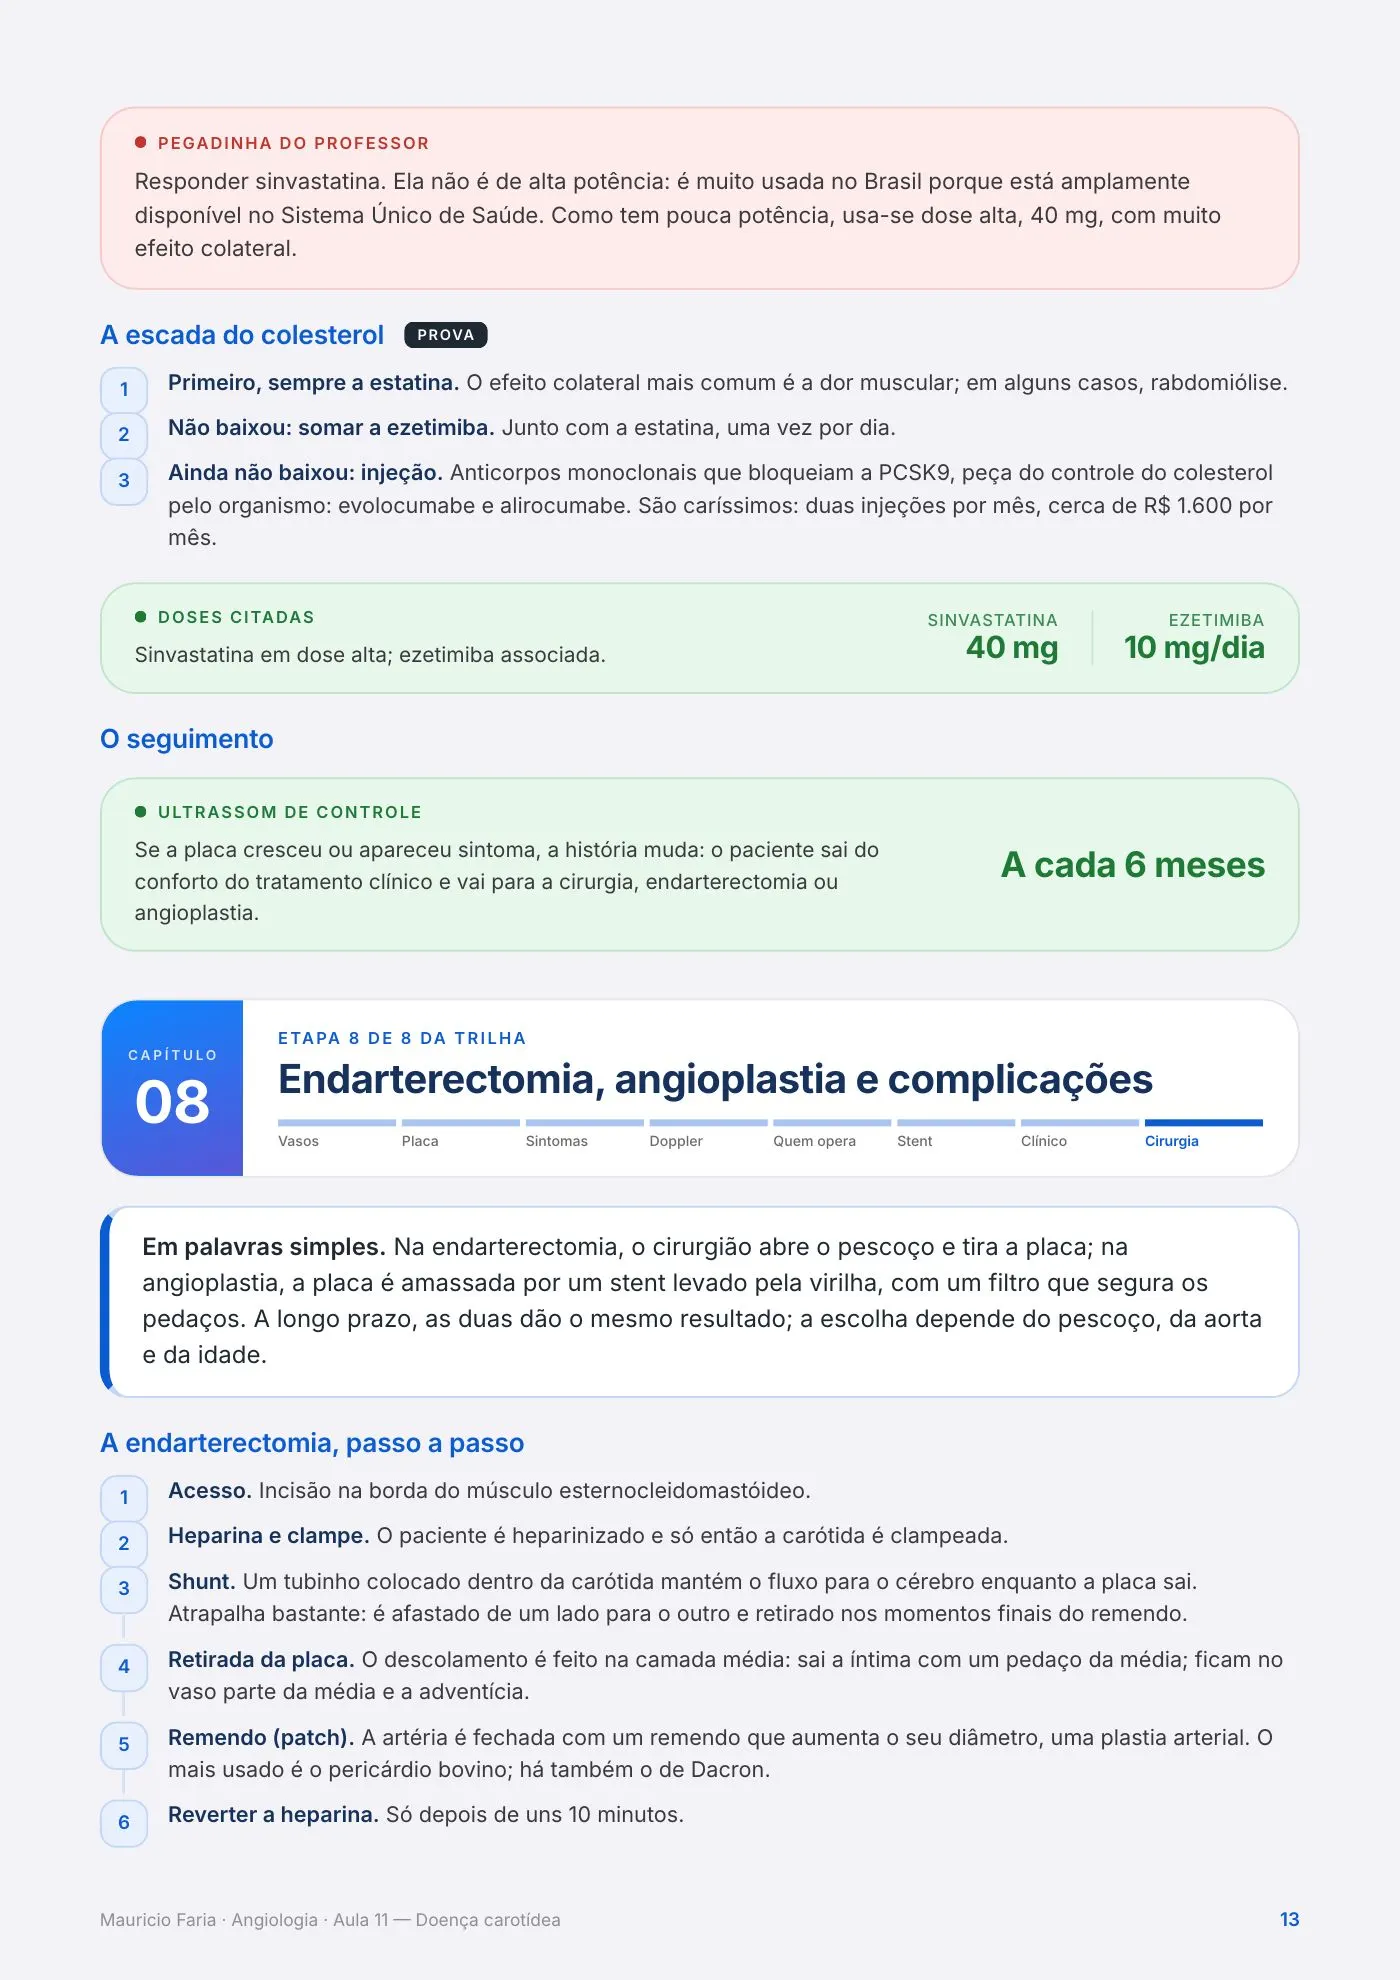 PEGADINHA DO PROFESSOR
Responder sinvastatina. Ela não é de alta potência: é muito usada no Brasil porque está amplamente
disponível no Sistema Único de Saúde. Como tem pouca potência, usa-se dose alta, 40 mg, com muito
efeito colateral.
A escada do colesterol PROVA
1 Primeiro, sempre a estatina. O efeito colateral mais comum é a dor muscular; em alguns casos, rabdomiólise.
2 Não baixou: somar a ezetimiba. Junto com a estatina, uma vez por dia.
3 Ainda não baixou: injeção. Anticorpos monoclonais que bloqueiam a PCSK9, peça do controle do colesterol
pelo organismo: evolocumabe e alirocumabe. São caríssimos: duas injeções por mês, cerca de R$ 1.600 por
mês.
DOSES CITADAS
Sinvastatina em dose alta; ezetimiba associada.
SINVASTATINA
40 mg
EZETIMIBA
10 mg/dia
O seguimento
ULTRASSOM DE CONTROLE
Se a placa cresceu ou apareceu sintoma, a história muda: o paciente sai do
conforto do tratamento clínico e vai para a cirurgia, endarterectomia ou
angioplastia.
A cada 6 meses
CAPÍTULO
08
ETAPA 8 DE 8 DA TRILHA
Endarterectomia, angioplastia e complicações
Vasos Placa Sintomas Doppler Quem opera Stent Clínico Cirurgia
Em palavras simples. Na endarterectomia, o cirurgião abre o pescoço e tira a placa; na
angioplastia, a placa é amassada por um stent levado pela virilha, com um filtro que segura os
pedaços. A longo prazo, as duas dão o mesmo resultado; a escolha depende do pescoço, da aorta
e da idade.
A endarterectomia, passo a passo
1 Acesso. Incisão na borda do músculo esternocleidomastóideo.
2 Heparina e clampe. O paciente é heparinizado e só então a carótida é clampeada.
3 Shunt. Um tubinho colocado dentro da carótida mantém o fluxo para o cérebro enquanto a placa sai.
Atrapalha bastante: é afastado de um lado para o outro e retirado nos momentos finais do remendo.
4 Retirada da placa. O descolamento é feito na camada média: sai a íntima com um pedaço da média; ficam no
vaso parte da média e a adventícia.
5 Remendo (patch). A artéria é fechada com um remendo que aumenta o seu diâmetro, uma plastia arterial. O
mais usado é o pericárdio bovino; há também o de Dacron.
6 Reverter a heparina. Só depois de uns 10 minutos.
Mauricio Faria · Angiologia · Aula 11 — Doença carotídea 13